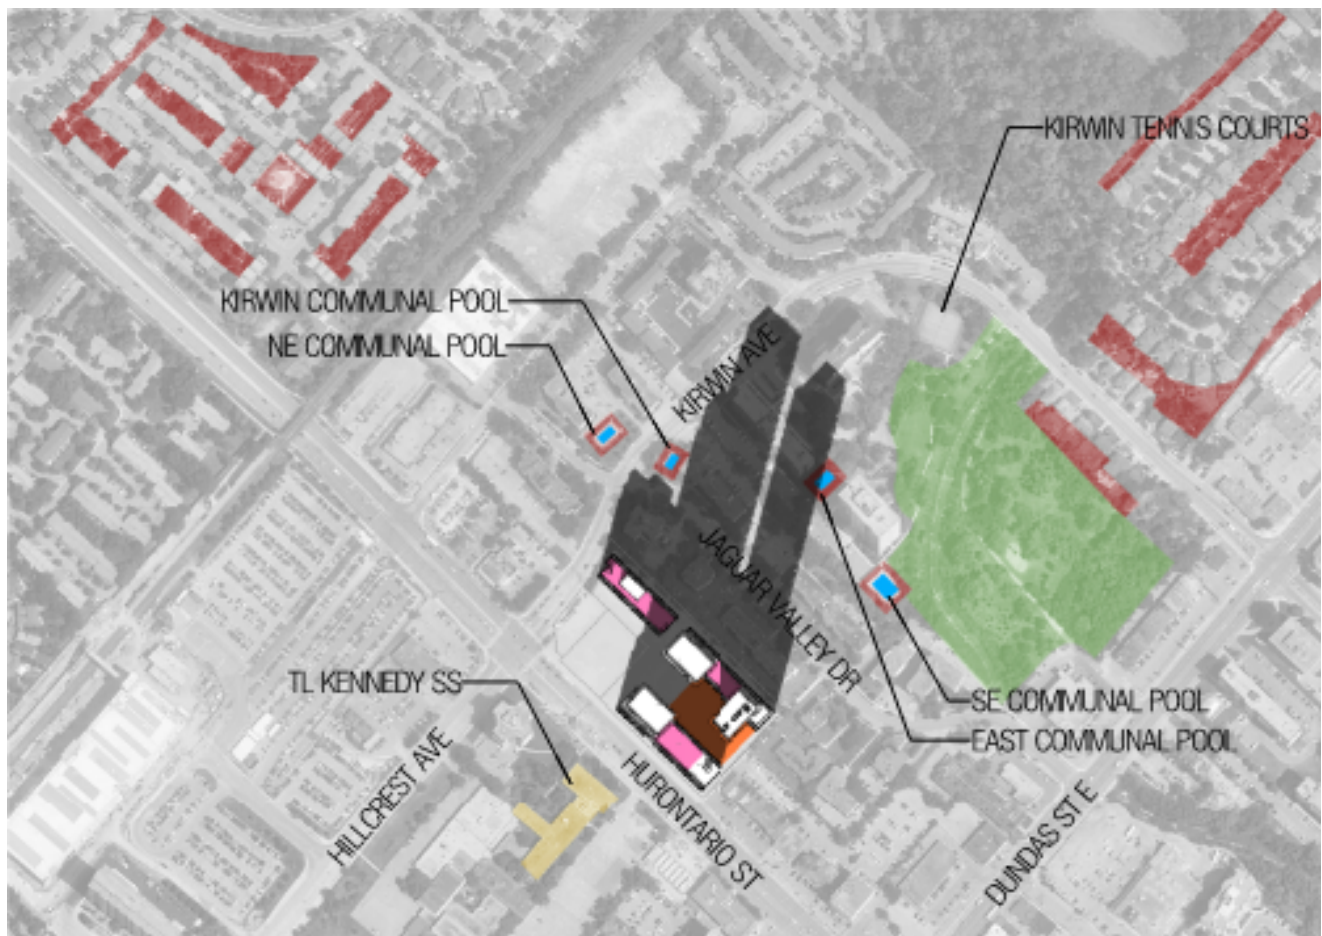 KIRWIN TENNIS COURTS
KIRWIN COMMUNAL POOL
NE COMMUNAL POOL
KIRWIN AVE
JAGUAR VALLEY DR
TL KENNEDY SS
SE COMMUNAL POOL
EAST COMMUNAL POOL
HILLCREST AVE
HURONTARIO ST
DUNDAS ST E